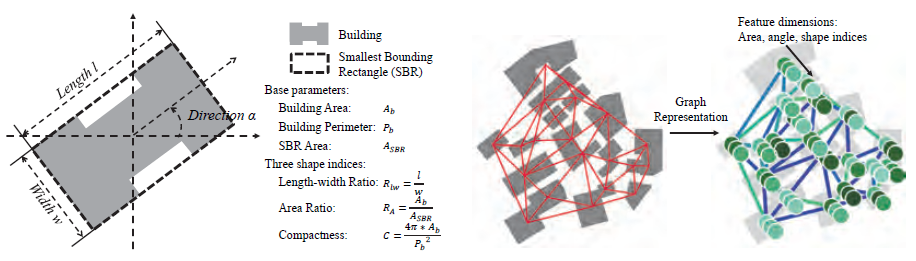 Length l
Width w
Direction α
Building
Smallest Bounding
Rectangle (SBR)
Base parameters:
Building Area: A_b
Building Perimeter: P_b
SBR Area: A_SBR
Three shape indices:
Length-width Ratio: R_lw = l/w
Area Ratio: R_A = A_b/A_SBR
Compactness: C = 4π * A_b/P_b²
Graph
Representation
Feature dimensions:
Area, angle, shape indices